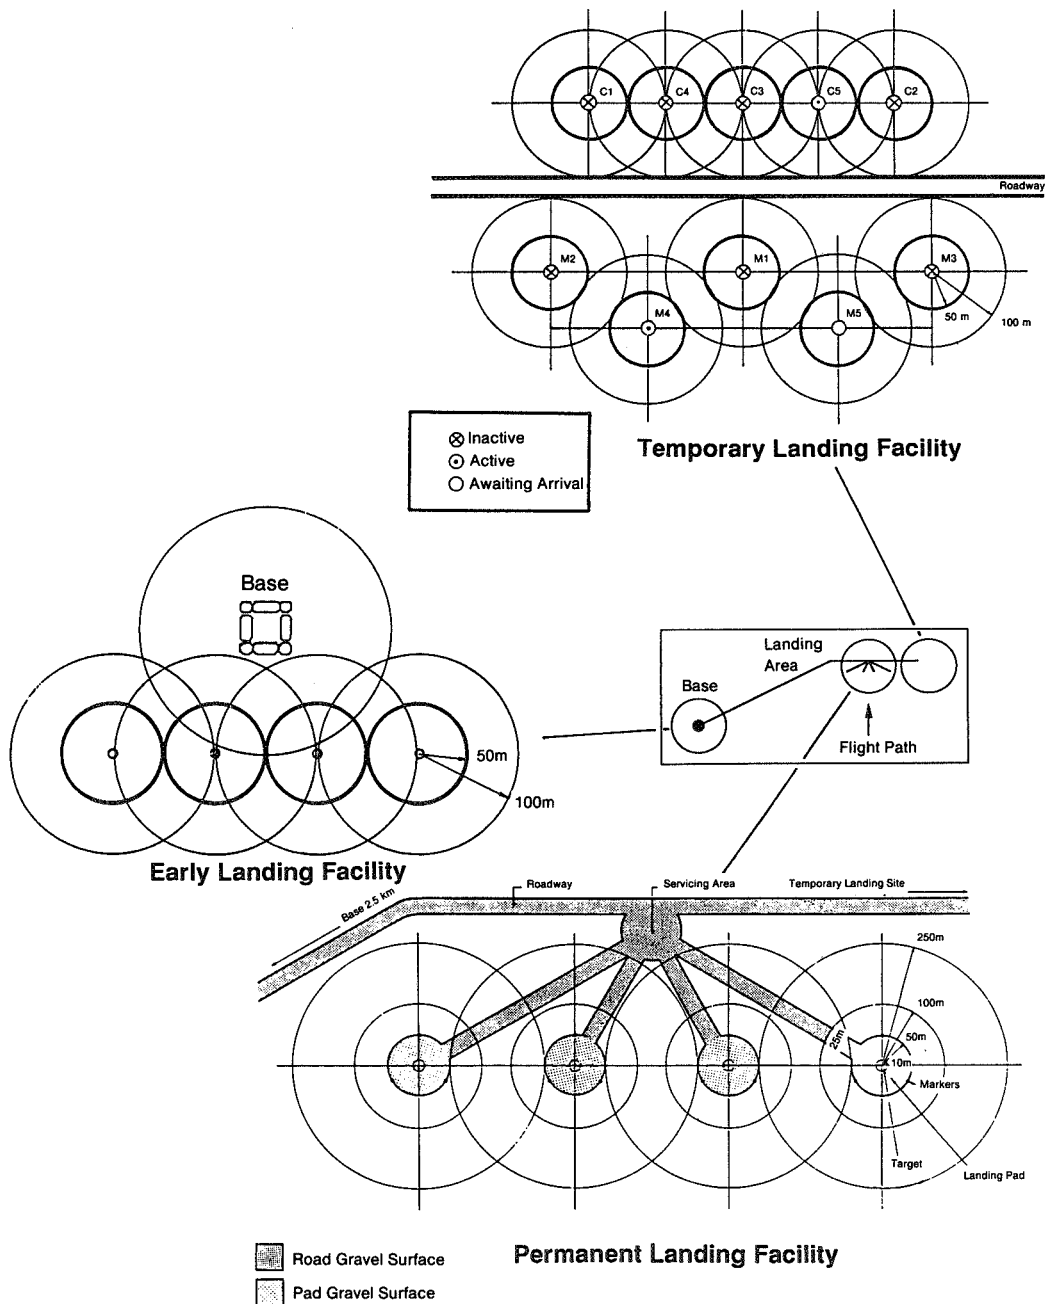 C1
C4
C3
C5
C2
Roadway
M2
M1
M3
50 m
100 m
M4
M5
Inactive
Active
Awaiting Arrival
Temporary Landing Facility
Base
50m
100m
Early Landing Facility
Landing
Area
Base
Flight Path
Base 2.5 km
Roadway
Servicing Area
Temporary Landing Site
250m
100m
50m
25m
10m
Markers
Target
Landing Pad
Road Gravel Surface
Pad Gravel Surface
Permanent Landing Facility